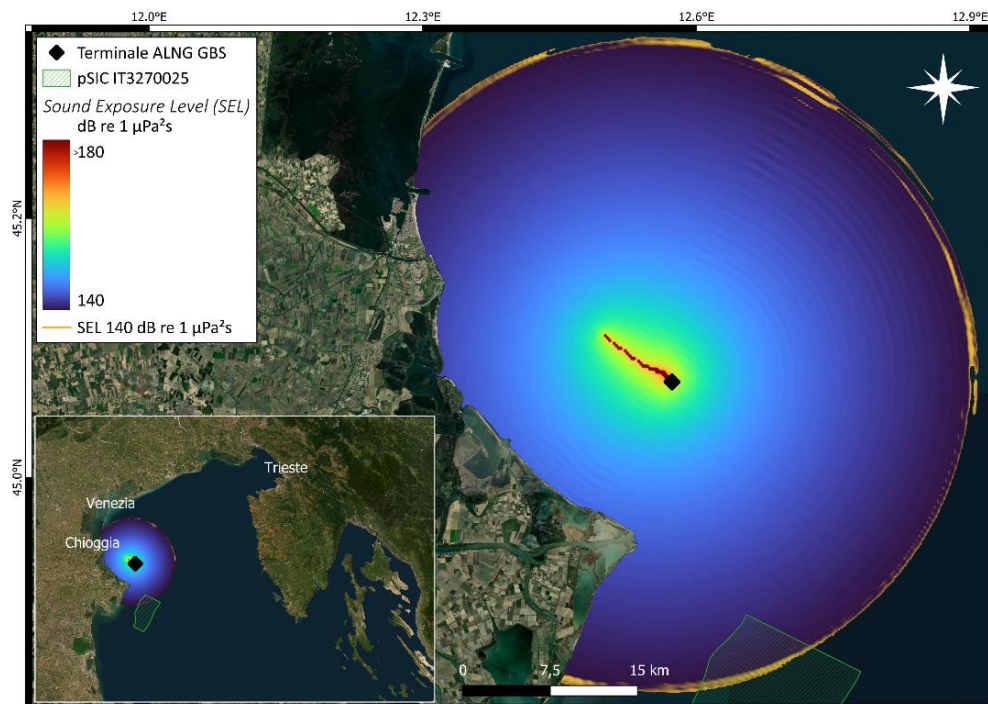 12.0°E
12.3°E
12.6°E
12.9°E
Terminale ALNG GBS
pSIC IT3270025
Sound Exposure Level (SEL)
dB re 1 µPa²s
>180
140
SEL 140 dB re 1 µPa²s
45.2°N
45.0°N
Trieste
Venezia
Chioggia
0
7,5
15 km